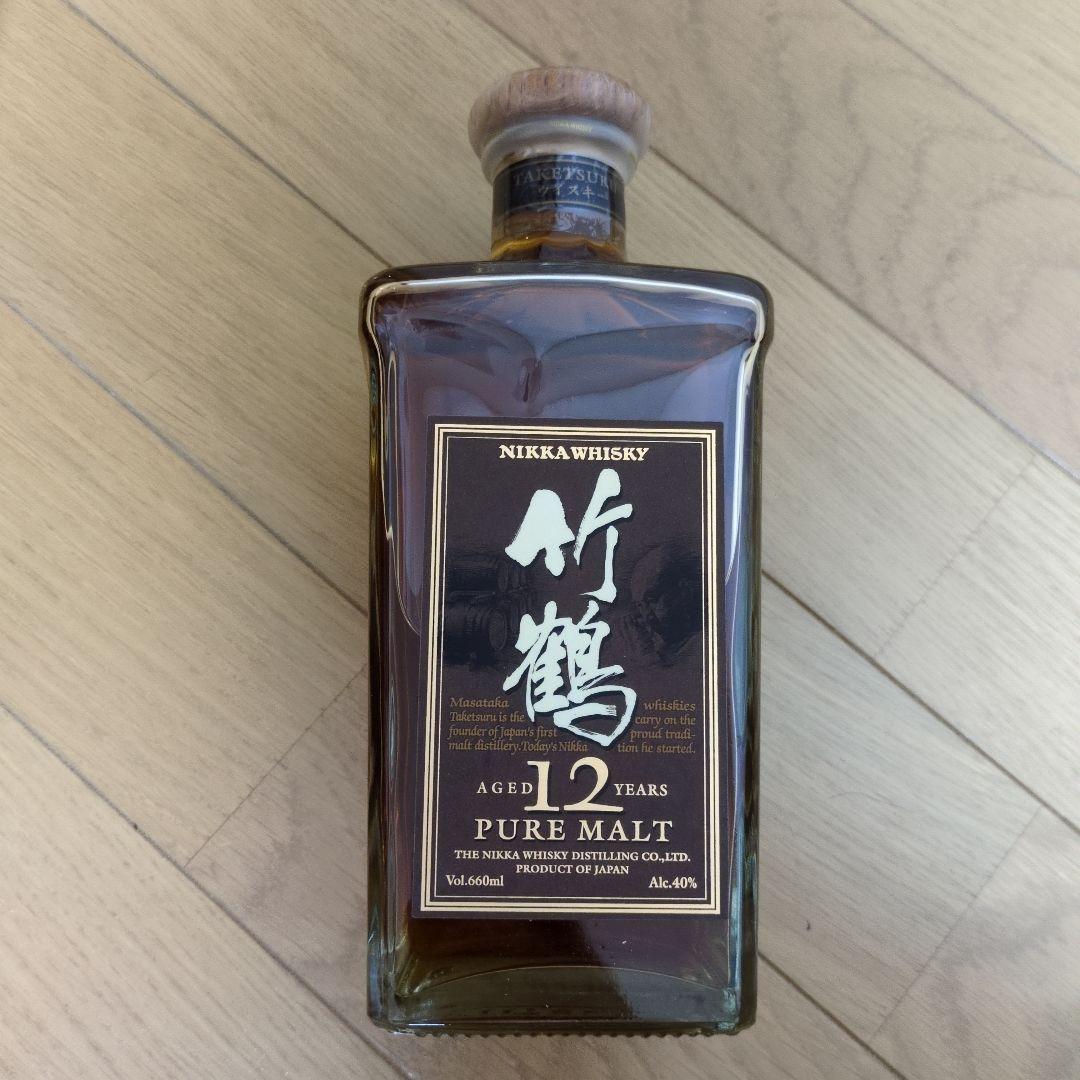 TAKETSURU
ウイスキー
NIKKA WHISKY
竹
鶴
Masataka whiskies
Taketsuru is the carry on the
founder of Japan's first proud tradi-
malt distillery. Today's Nikka tion he started.
AGED 12 YEARS
PURE MALT
THE NIKKA WHISKY DISTILLING CO.,LTD.
PRODUCT OF JAPAN
Vol.660ml Alc.40%